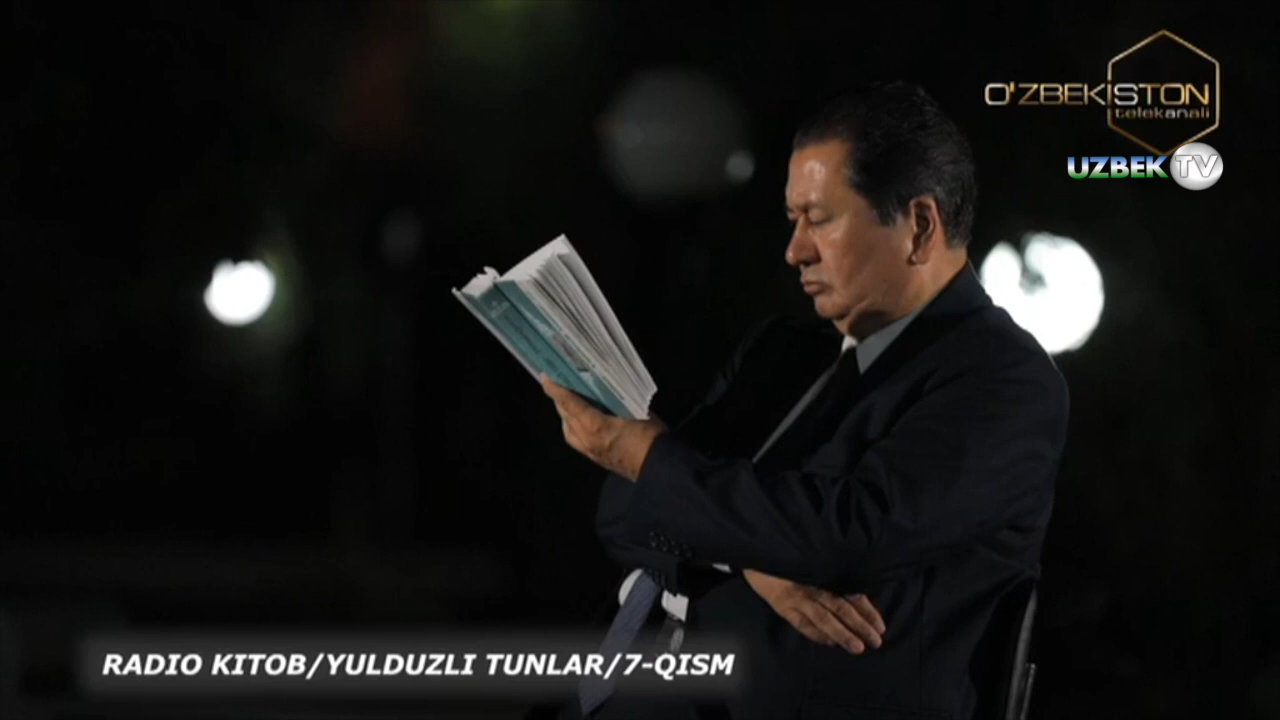 O'ZBEKISTON
telekanali
UZBEK TV
RADIO KITOB/YULDUZLI TUNLAR/7-QISM